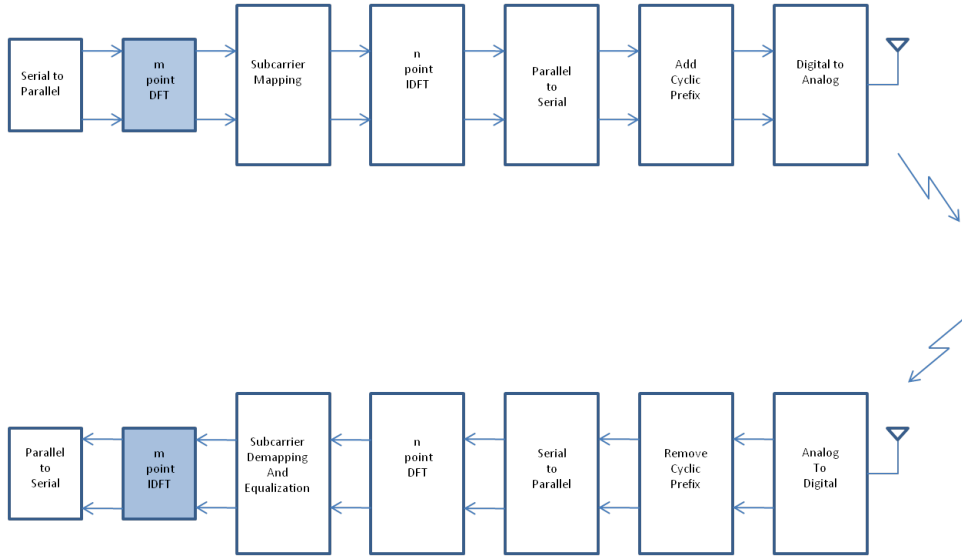 Serial to
Parallel
m
point
DFT
Subcarrier
Mapping
n
point
IDFT
Parallel
to
Serial
Add
Cyclic
Prefix
Digital to
Analog
Parallel
to
Serial
m
point
IDFT
Subcarrier
Demapping
And
Equalization
n
point
DFT
Serial
to
Parallel
Remove
Cyclic
Prefix
Analog
To
Digital